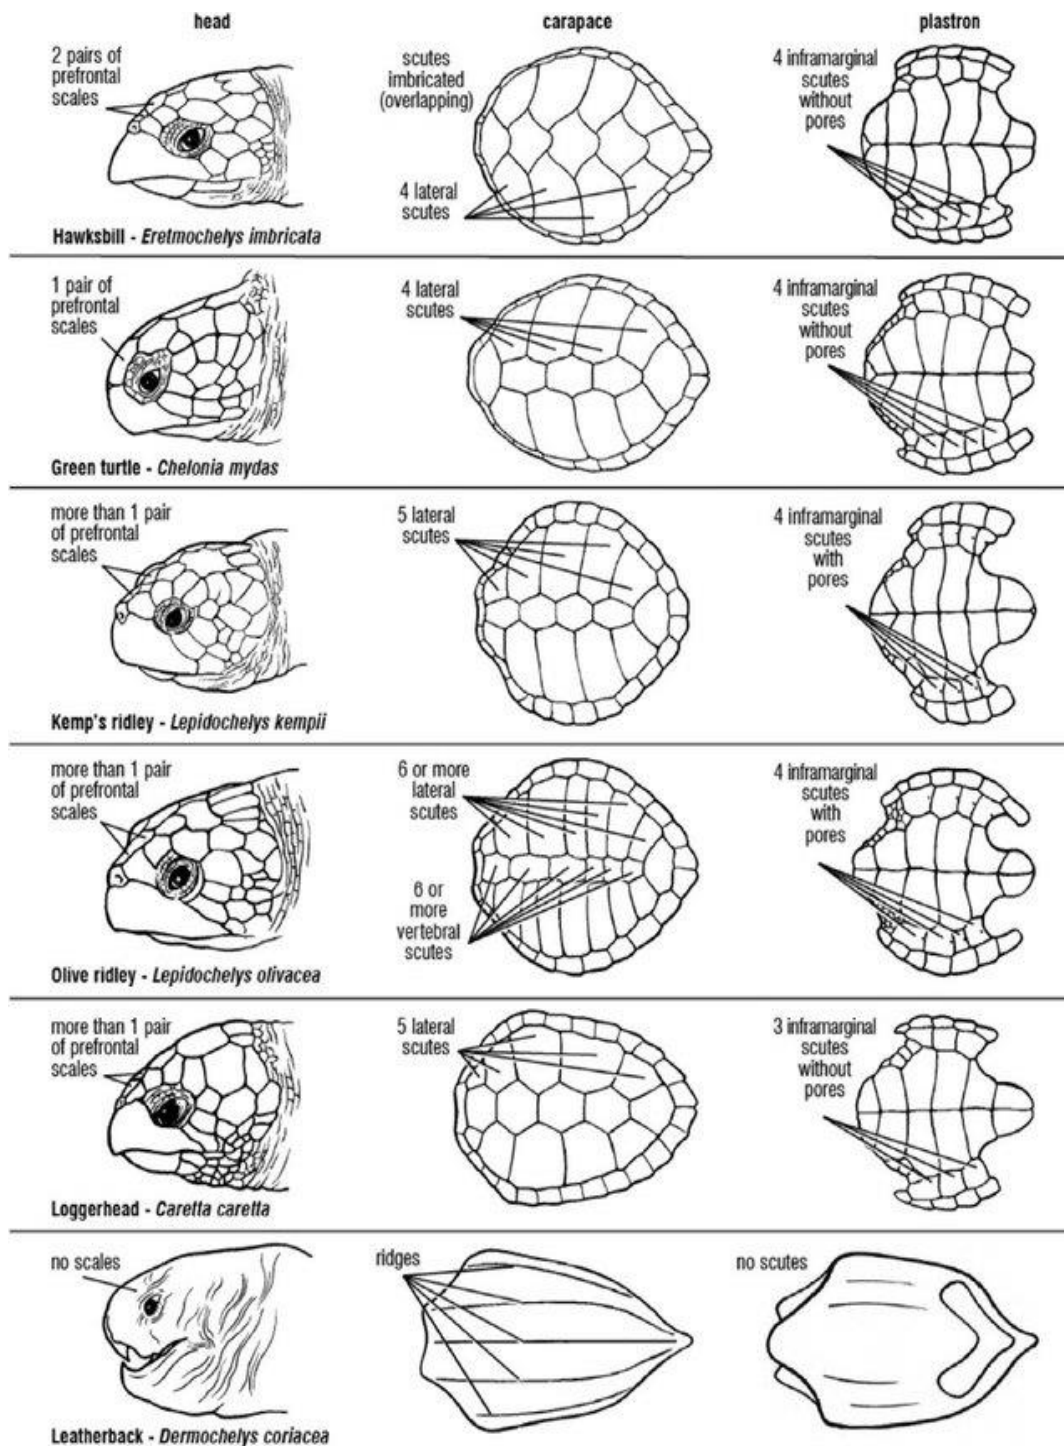 head
carapace
plastron
2 pairs of
prefrontal
scales
scutes
imbricated
(overlapping)
4 lateral
scutes
4 inframarginal
scutes
without
pores
Hawksbill - Eretmochelys imbricata
1 pair of
prefrontal
scales
4 lateral
scutes
4 inframarginal
scutes
without
pores
Green turtle - Chelonia mydas
more than 1 pair
of prefrontal
scales
5 lateral
scutes
4 inframarginal
scutes
with
pores
Kemp's ridley - Lepidochelys kempii
more than 1 pair
of prefrontal
scales
6 or more
lateral
scutes
6 or
more
vertebral
scutes
4 inframarginal
scutes
with
pores
Olive ridley - Lepidochelys olivacea
more than 1 pair
of prefrontal
scales
5 lateral
scutes
3 inframarginal
scutes
without
pores
Loggerhead - Caretta caretta
no scales
ridges
no scutes
Leatherback - Dermochelys coriacea